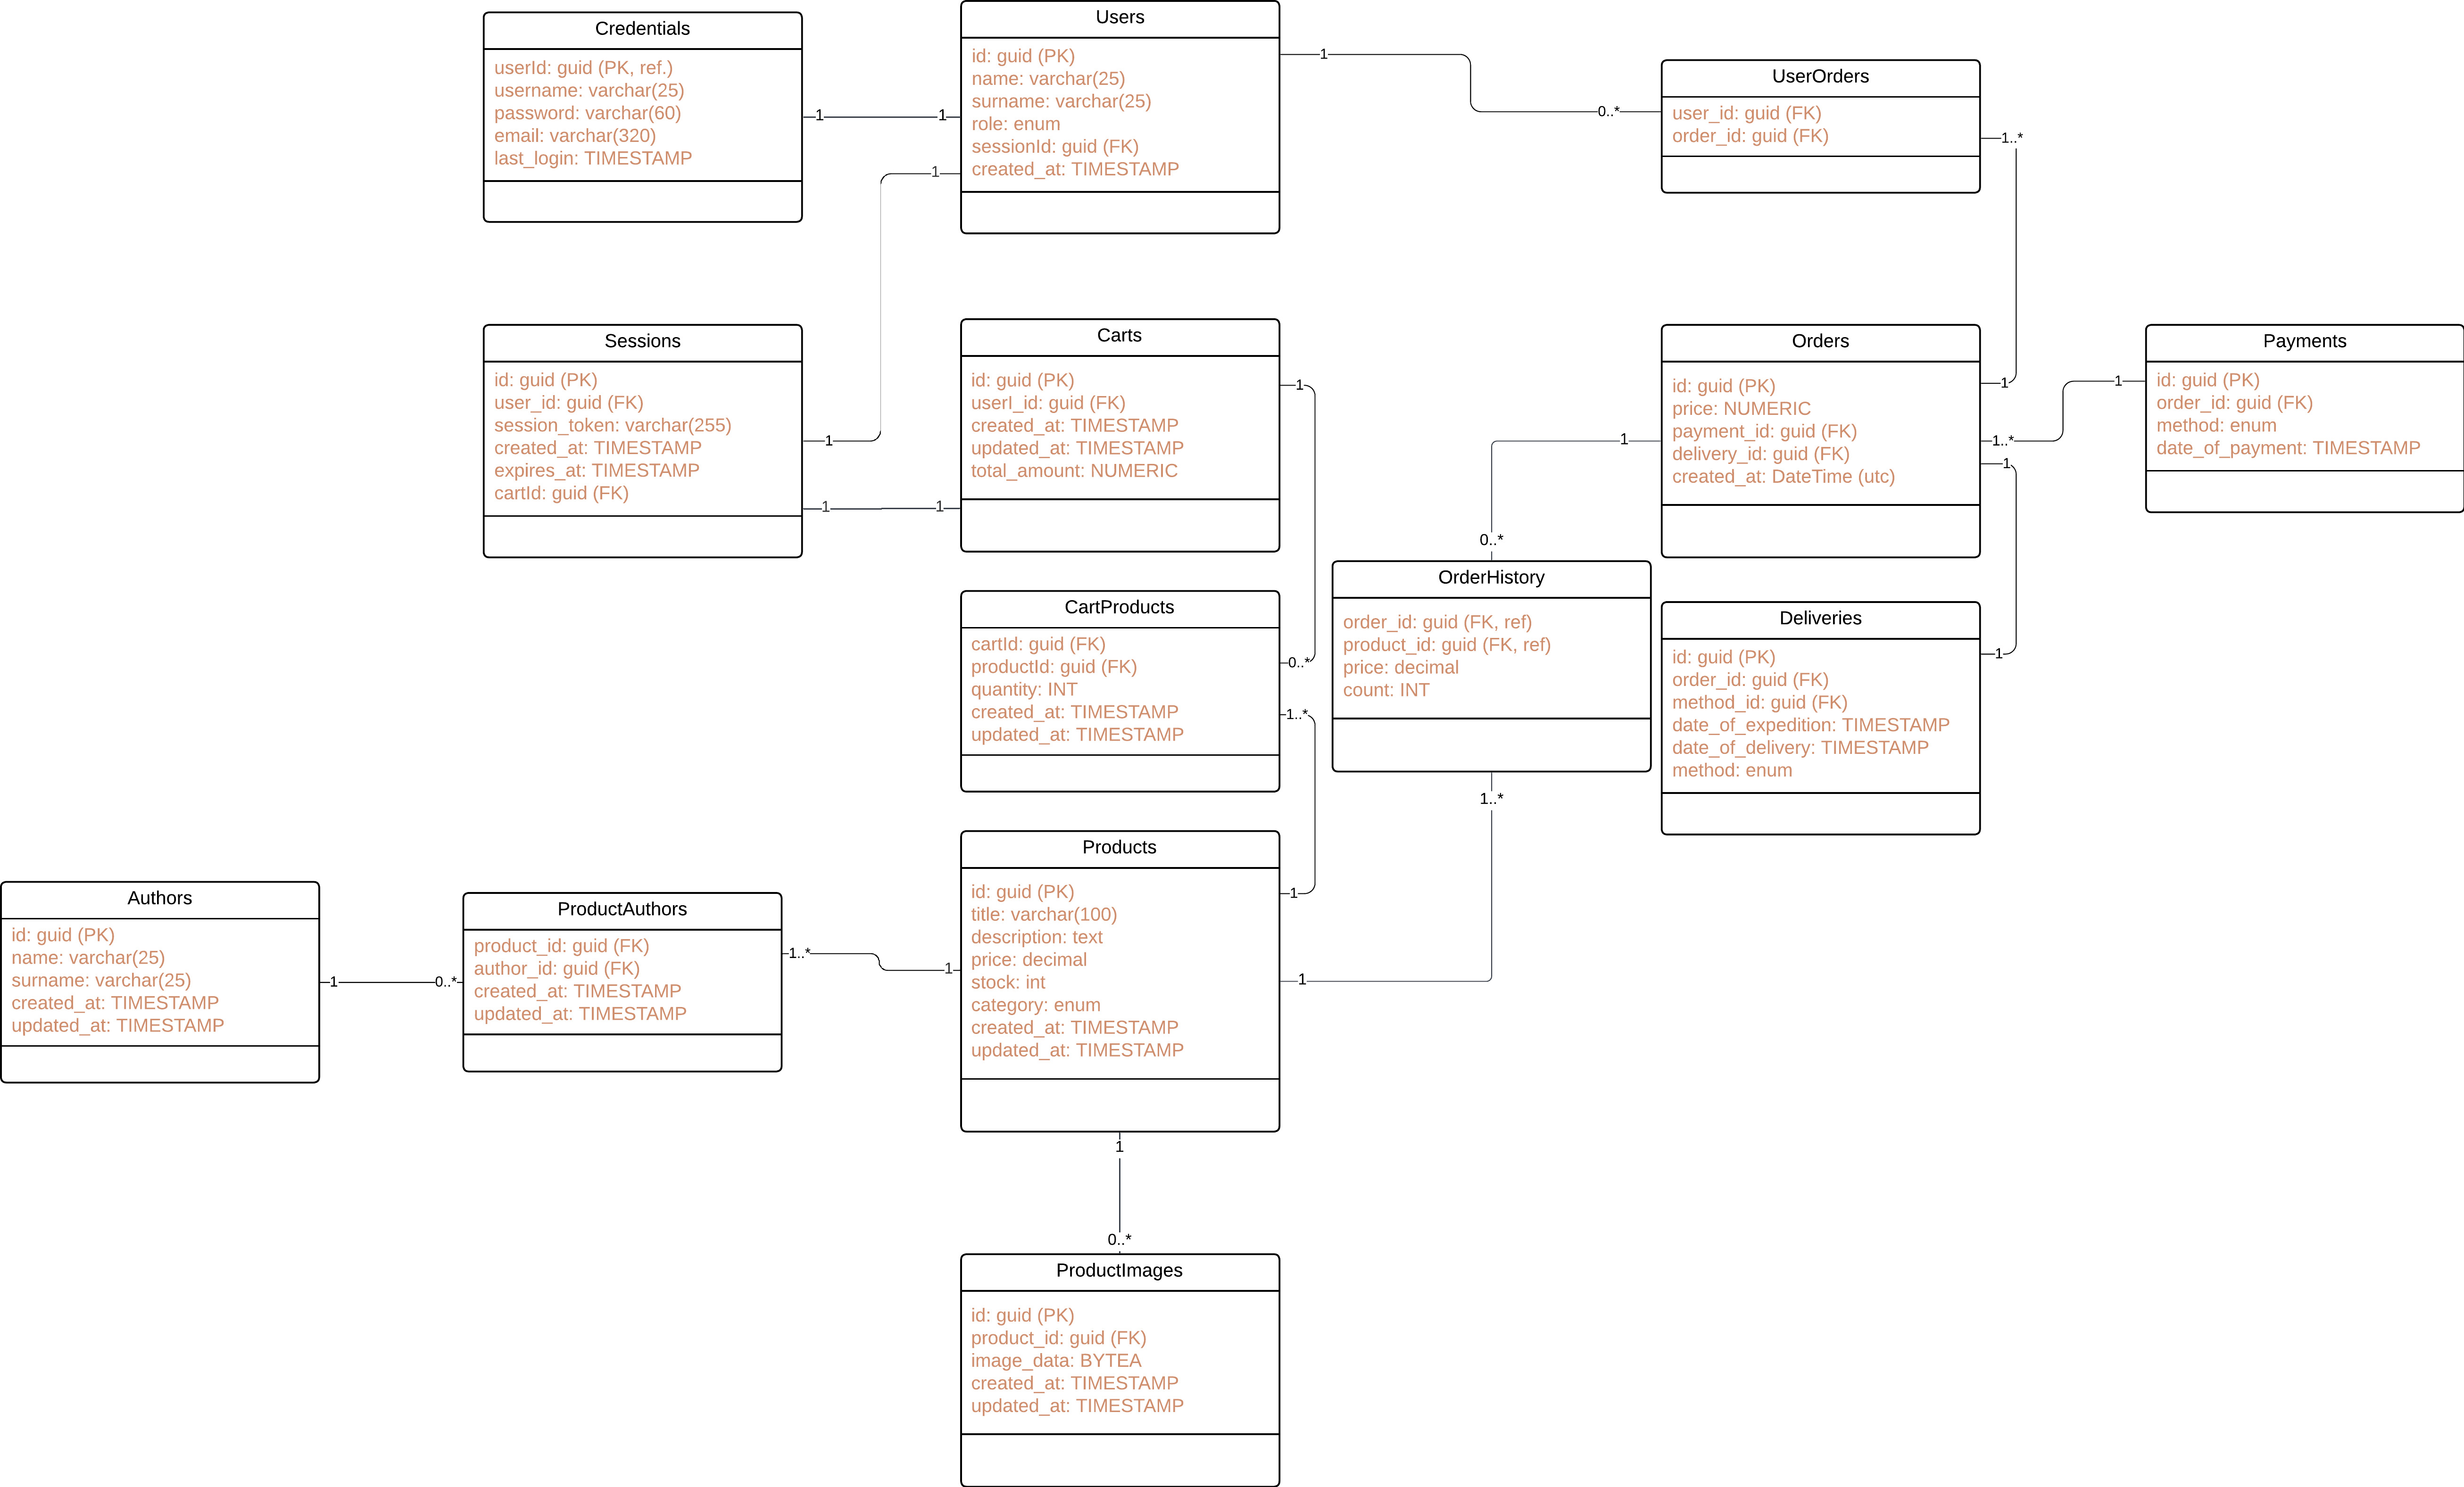 Credentials
userId: guid (PK, ref.)
username: varchar(25)
password: varchar(60)
email: varchar(320)
last_login: TIMESTAMP
1
1
Users
id: guid (PK)
name: varchar(25)
surname: varchar(25)
role: enum
sessionId: guid (FK)
created_at: TIMESTAMP
1
0..*
1
1
UserOrders
user_id: guid (FK)
order_id: guid (FK)
1..*
1
Sessions
id: guid (PK)
user_id: guid (FK)
session_token: varchar(255)
created_at: TIMESTAMP
expires_at: TIMESTAMP
cartId: guid (FK)
1
1
Carts
id: guid (PK)
userI_id: guid (FK)
created_at: TIMESTAMP
updated_at: TIMESTAMP
total_amount: NUMERIC
1
0..*
Orders
id: guid (PK)
price: NUMERIC
payment_id: guid (FK)
delivery_id: guid (FK)
created_at: DateTime (utc)
1..*
1
1
1
1
0..*
Payments
id: guid (PK)
order_id: guid (FK)
method: enum
date_of_payment: TIMESTAMP
CartProducts
cartId: guid (FK)
productId: guid (FK)
quantity: INT
created_at: TIMESTAMP
updated_at: TIMESTAMP
1..*
1
OrderHistory
order_id: guid (FK, ref)
product_id: guid (FK, ref)
price: decimal
count: INT
1..*
1
Deliveries
id: guid (PK)
order_id: guid (FK)
method_id: guid (FK)
date_of_expedition: TIMESTAMP
date_of_delivery: TIMESTAMP
method: enum
Authors
id: guid (PK)
name: varchar(25)
surname: varchar(25)
created_at: TIMESTAMP
updated_at: TIMESTAMP
1
0..*
ProductAuthors
product_id: guid (FK)
author_id: guid (FK)
created_at: TIMESTAMP
updated_at: TIMESTAMP
1..*
1
Products
id: guid (PK)
title: varchar(100)
description: text
price: decimal
stock: int
category: enum
created_at: TIMESTAMP
updated_at: TIMESTAMP
1
0..*
ProductImages
id: guid (PK)
product_id: guid (FK)
image_data: BYTEA
created_at: TIMESTAMP
updated_at: TIMESTAMP